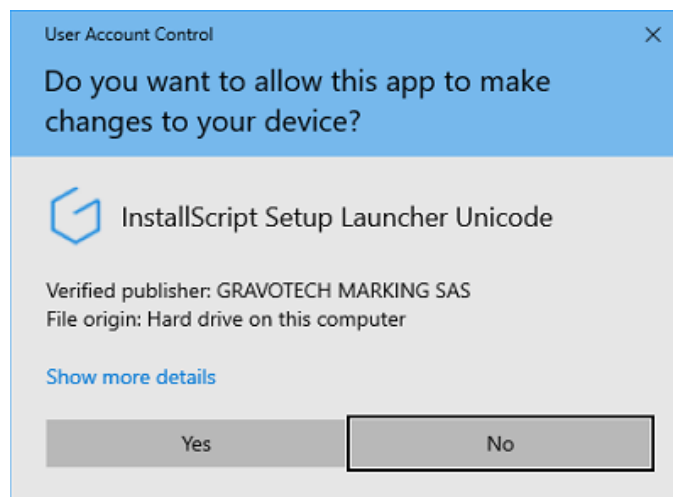 User Account Control
Do you want to allow this app to make
changes to your device?
InstallScript Setup Launcher Unicode
Verified publisher: GRAVOTECH MARKING SAS
File origin: Hard drive on this computer
Show more details
Yes
No